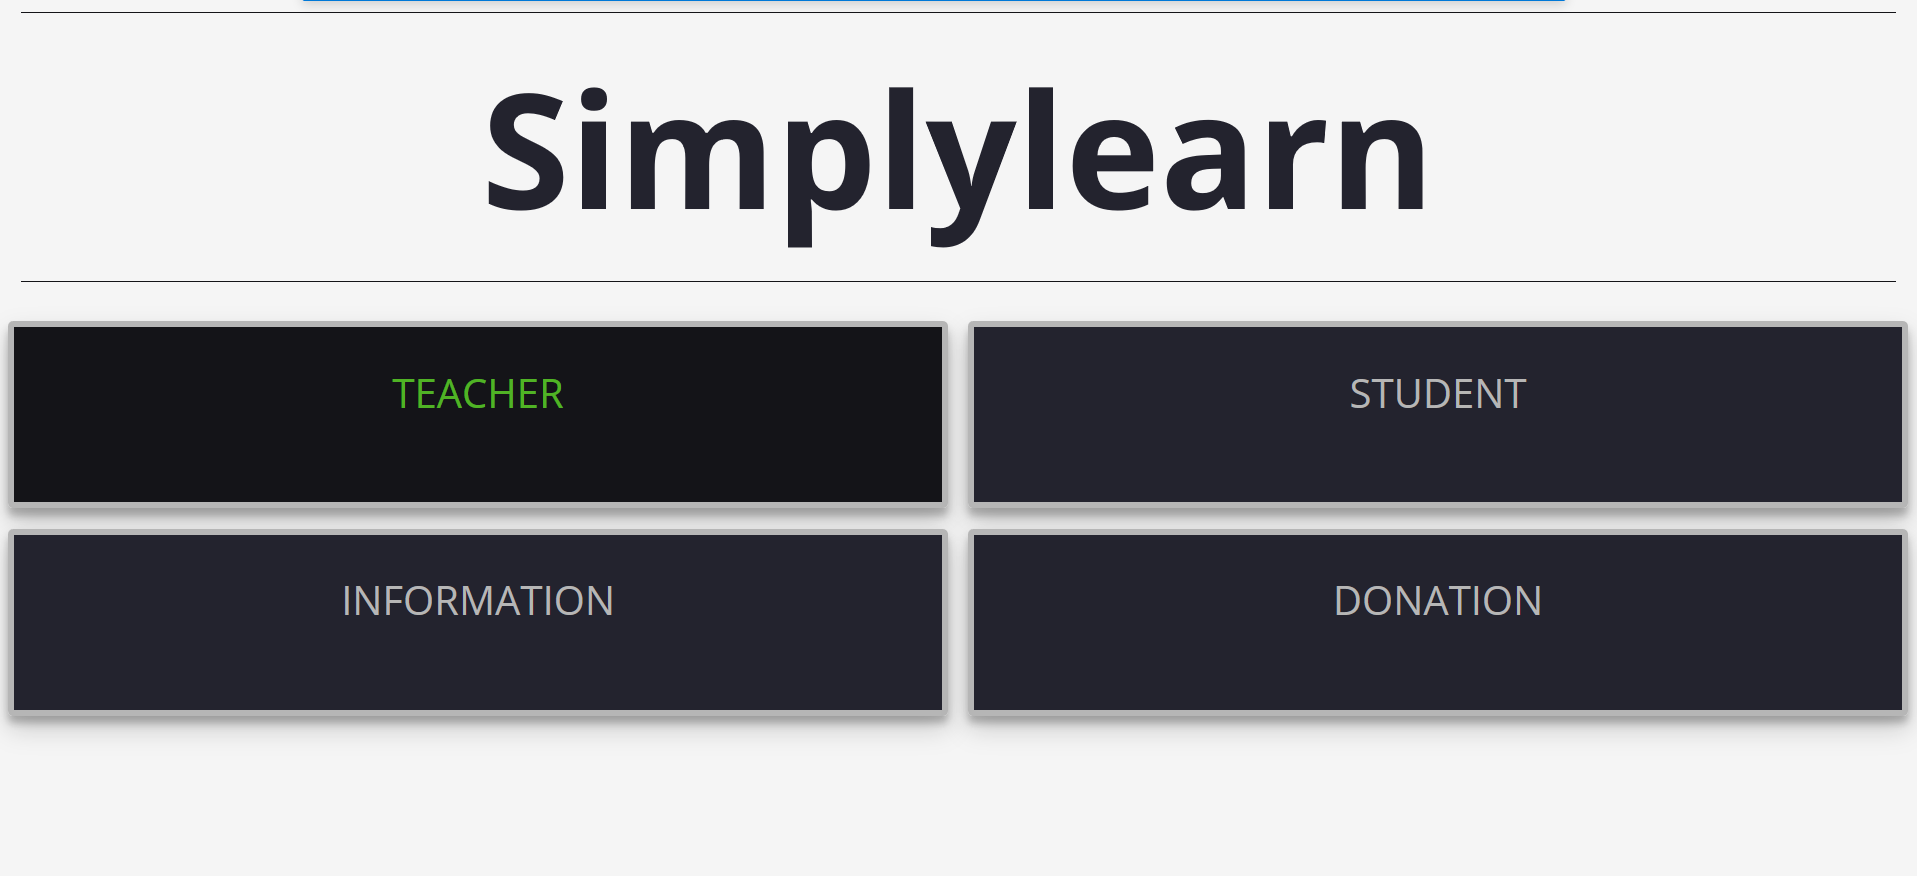 Simplylearn
TEACHER
STUDENT
INFORMATION
DONATION